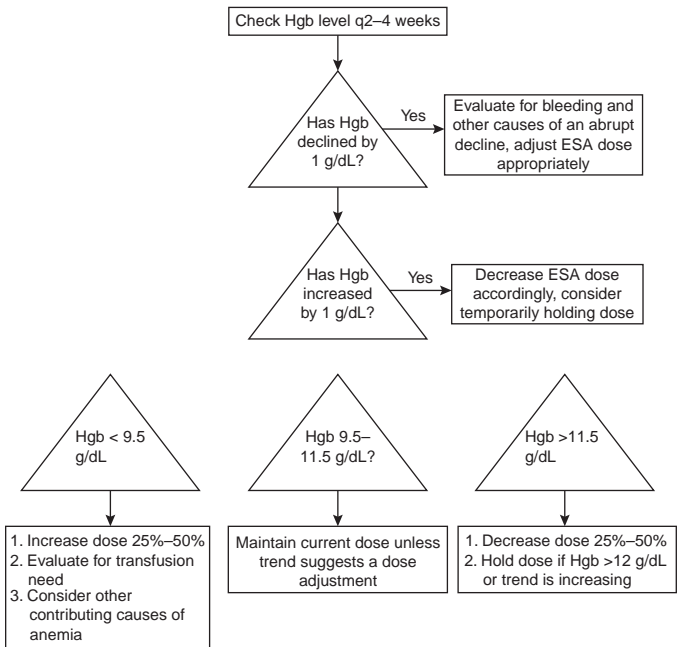 Check Hgb level q2–4 weeks
Has Hgb
declined by
1 g/dL?
Yes
Evaluate for bleeding and
other causes of an abrupt
decline, adjust ESA dose
appropriately
Has Hgb
increased
by 1 g/dL?
Yes
Decrease ESA dose
accordingly, consider
temporarily holding dose
Hgb < 9.5
g/dL
1. Increase dose 25%–50%
2. Evaluate for transfusion
need
3. Consider other
contributing causes of
anemia
Hgb 9.5–
11.5 g/dL?
Maintain current dose unless
trend suggests a dose
adjustment
Hgb >11.5
g/dL
1. Decrease dose 25%–50%
2. Hold dose if Hgb >12 g/dL
or trend is increasing